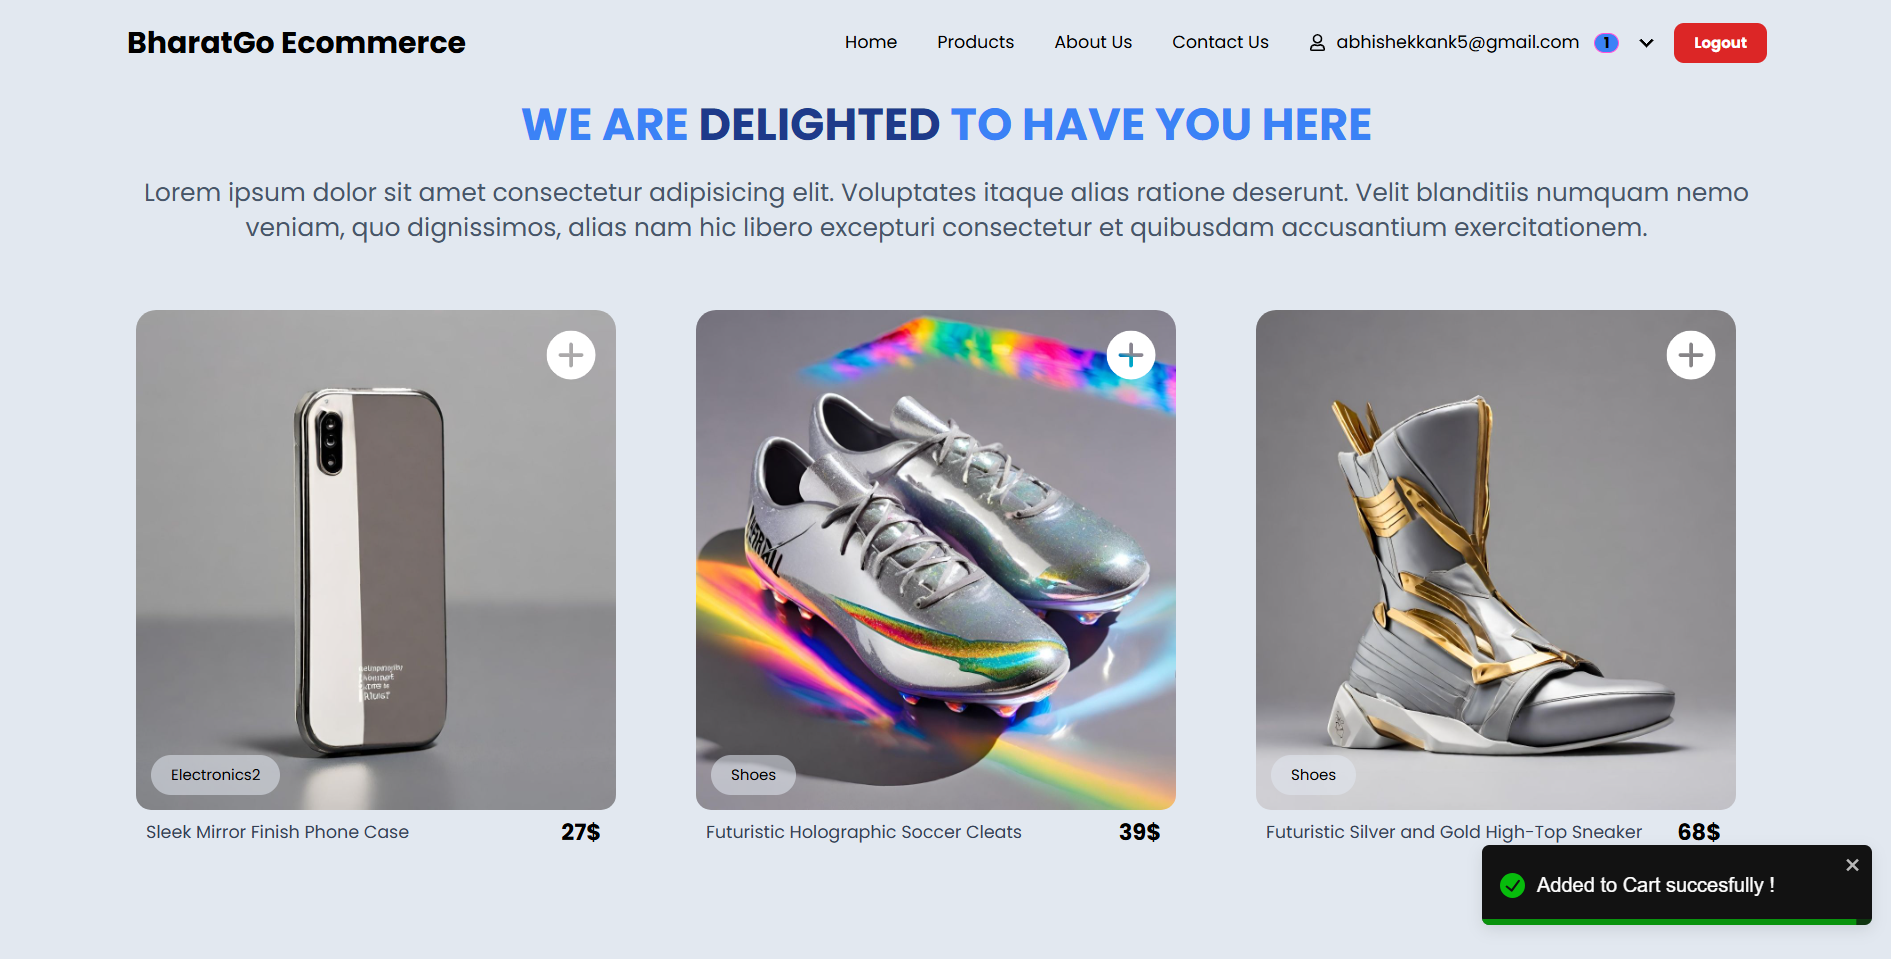 BharatGo Ecommerce
Home
Products
About Us
Contact Us
abhishekkank5@gmail.com
1
Logout
WE ARE DELIGHTED TO HAVE YOU HERE
Lorem ipsum dolor sit amet consectetur adipisicing elit. Voluptates itaque alias ratione deserunt. Velit blanditiis numquam nemo
veniam, quo dignissimos, alias nam hic libero excepturi consectetur et quibusdam accusantium exercitationem.
Electronics2
Shoes
Shoes
Sleek Mirror Finish Phone Case
27$
Futuristic Holographic Soccer Cleats
39$
Futuristic Silver and Gold High-Top Sneaker
68$
Added to Cart succesfully !